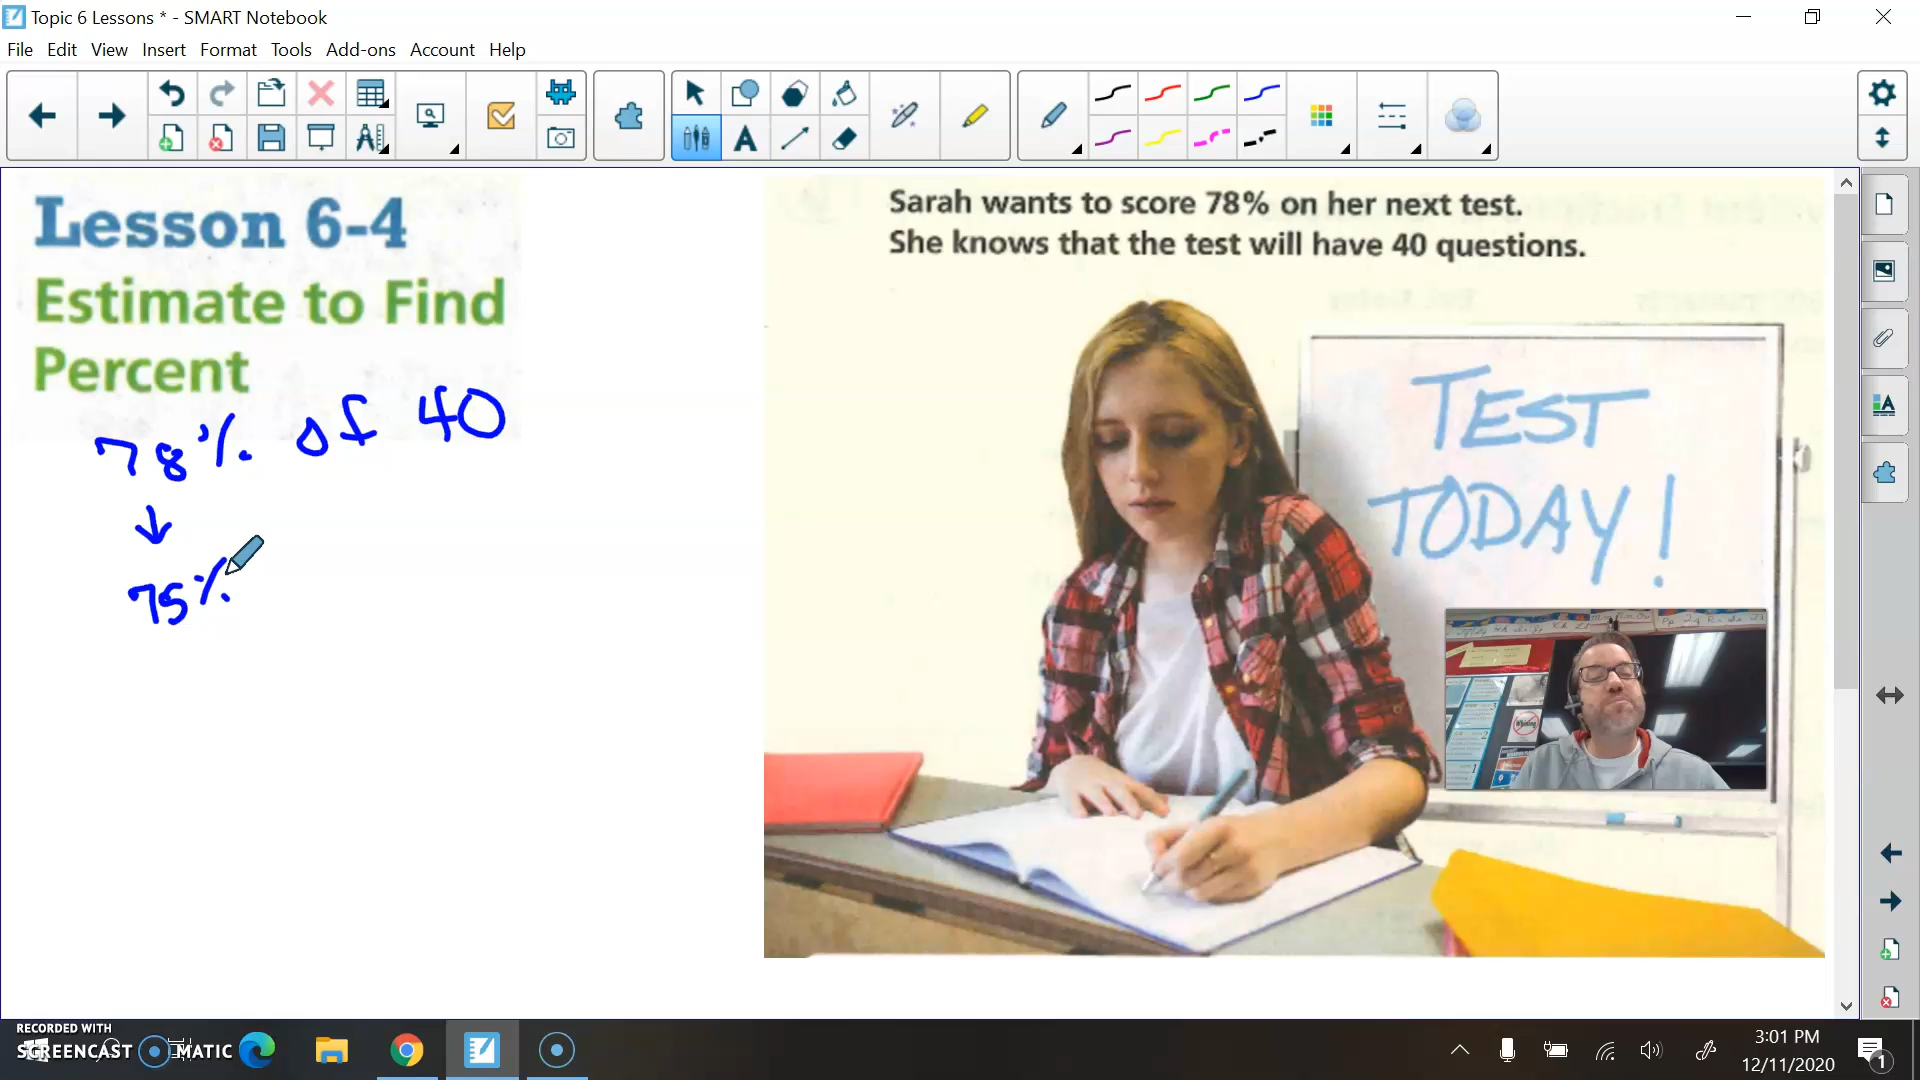 Topic 6 Lessons * - SMART Notebook
File Edit View Insert Format Tools Add-ons Account Help
Lesson 6-4
Estimate to Find
Percent
78% of 40
75%
Sarah wants to score 78% on her next test.
She knows that the test will have 40 questions.
TEST
TODAY!
RECORDED WITH
SCREENCAST MATIC
3:01 PM
12/11/2020
1